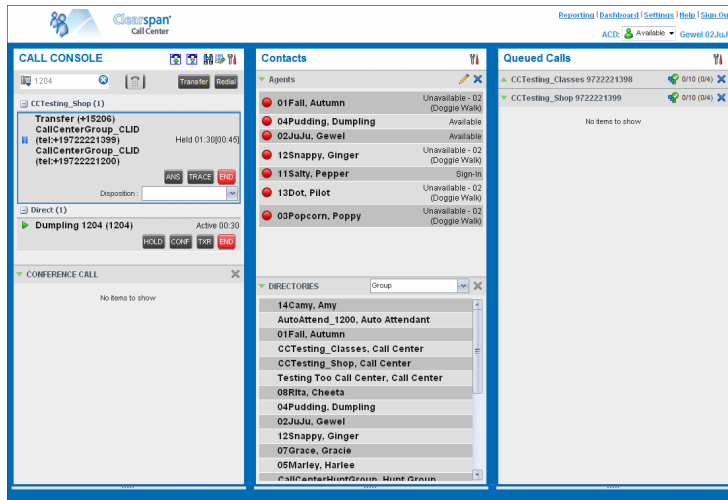 Clearspan®
Call Center
Reporting | Dashboard | Settings | Help | Sign Ou
ACD: Available Gewel 02JuJ
CALL CONSOLE
1204
Transfer Redial
CCTesting_Shop (1)
Transfer (+15206)
CallCenterGroup_CLID
(tel:+19722221399)
CallCenterGroup_CLID
(tel:+19722221200)
Held 01:30[00:45]
ANS TRACE END
Disposition :
Direct (1)
Dumpling 1204 (1204) Active 00:30
HOLD CONF TXR END
CONFERENCE CALL
No items to show
Contacts
Agents
01Fall, Autumn Unavailable - 02
(Doggie Walk)
04Pudding, Dumpling Available
02JuJu, Gewel Available
12Snappy, Ginger Unavailable - 02
(Doggie Walk)
11Salty, Pepper Sign-In
13Dot, Pilot Unavailable - 02
(Doggie Walk)
03Popcorn, Poppy Unavailable - 02
(Doggie Walk)
DIRECTORIES Group
14Camy, Amy
AutoAttend_1200, Auto Attendant
01Fall, Autumn
CCTesting_Classes, Call Center
CCTesting_Shop, Call Center
Testing Too Call Center, Call Center
08Rita, Cheeta
04Pudding, Dumpling
02JuJu, Gewel
12Snappy, Ginger
07Grace, Gracie
05Marley, Harlee
CallCenterHuntGroup, Hunt Group
Queued Calls
CCTesting_Classes 9722221398 0/10 (0/4)
CCTesting_Shop 9722221399 0/10 (0/4)
No items to show